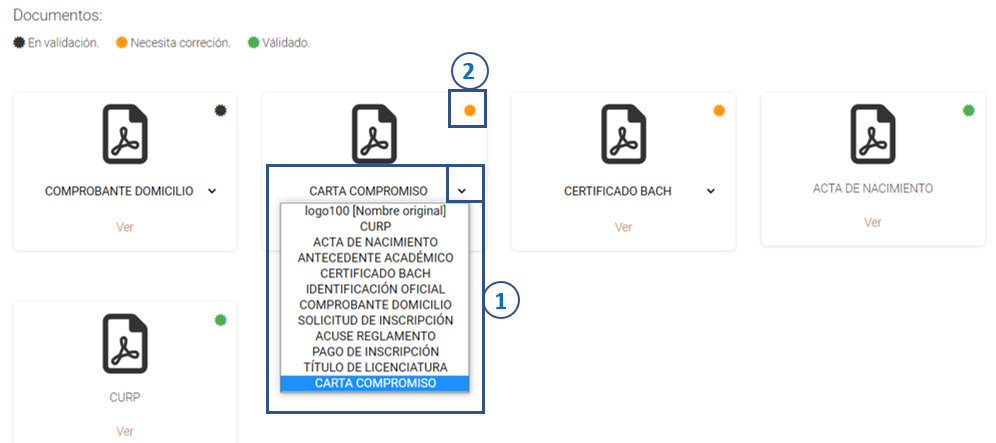 Documentos:
En validación. Necesita correción. Válidado.
2
COMPROBANTE DOMICILIO
Ver
CARTA COMPROMISO
logo100 [Nombre original]
CURP
ACTA DE NACIMIENTO
ANTECEDENTE ACADÉMICO
CERTIFICADO BACH
IDENTIFICACIÓN OFICIAL
COMPROBANTE DOMICILIO
SOLICITUD DE INSCRIPCIÓN
ACUSE REGLAMENTO
PAGO DE INSCRIPCIÓN
TÍTULO DE LICENCIATURA
CARTA COMPROMISO
1
CERTIFICADO BACH
Ver
ACTA DE NACIMIENTO
Ver
CURP
Ver